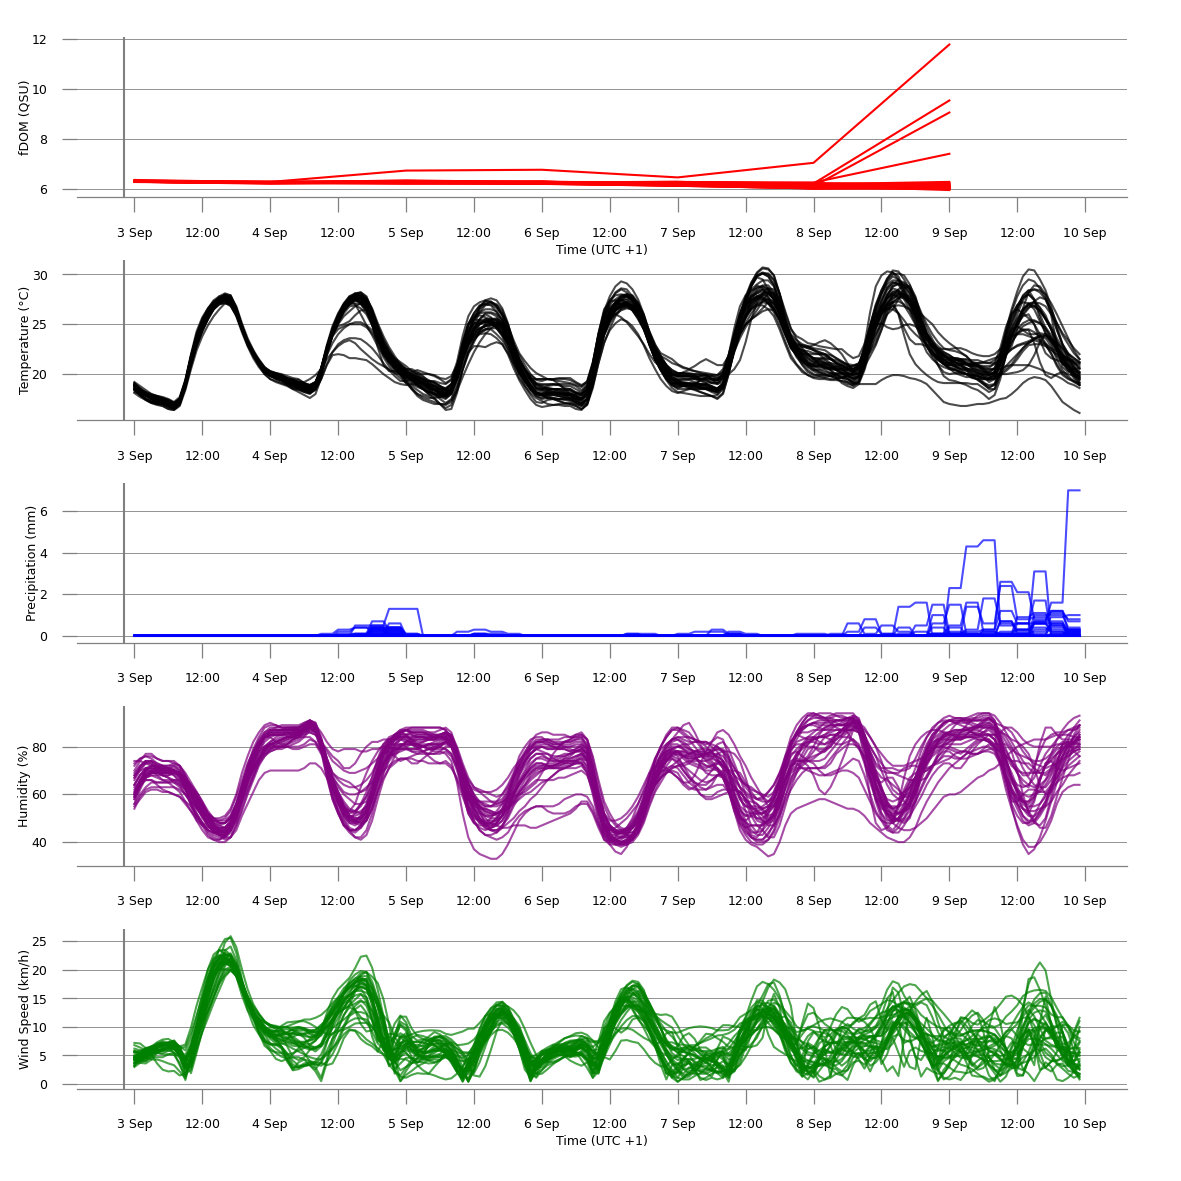 12
10
8
6
fDOM (QSU)
3 Sep 12:00 4 Sep 12:00 5 Sep 12:00 6 Sep 12:00 7 Sep 12:00 8 Sep 12:00 9 Sep 12:00 10 Sep
Time (UTC +1)
30
25
20
Temperature (°C)
3 Sep 12:00 4 Sep 12:00 5 Sep 12:00 6 Sep 12:00 7 Sep 12:00 8 Sep 12:00 9 Sep 12:00 10 Sep
6
4
2
0
Precipitation (mm)
3 Sep 12:00 4 Sep 12:00 5 Sep 12:00 6 Sep 12:00 7 Sep 12:00 8 Sep 12:00 9 Sep 12:00 10 Sep
80
60
40
Humidity (%)
3 Sep 12:00 4 Sep 12:00 5 Sep 12:00 6 Sep 12:00 7 Sep 12:00 8 Sep 12:00 9 Sep 12:00 10 Sep
25
20
15
10
5
0
Wind Speed (km/h)
3 Sep 12:00 4 Sep 12:00 5 Sep 12:00 6 Sep 12:00 7 Sep 12:00 8 Sep 12:00 9 Sep 12:00 10 Sep
Time (UTC +1)